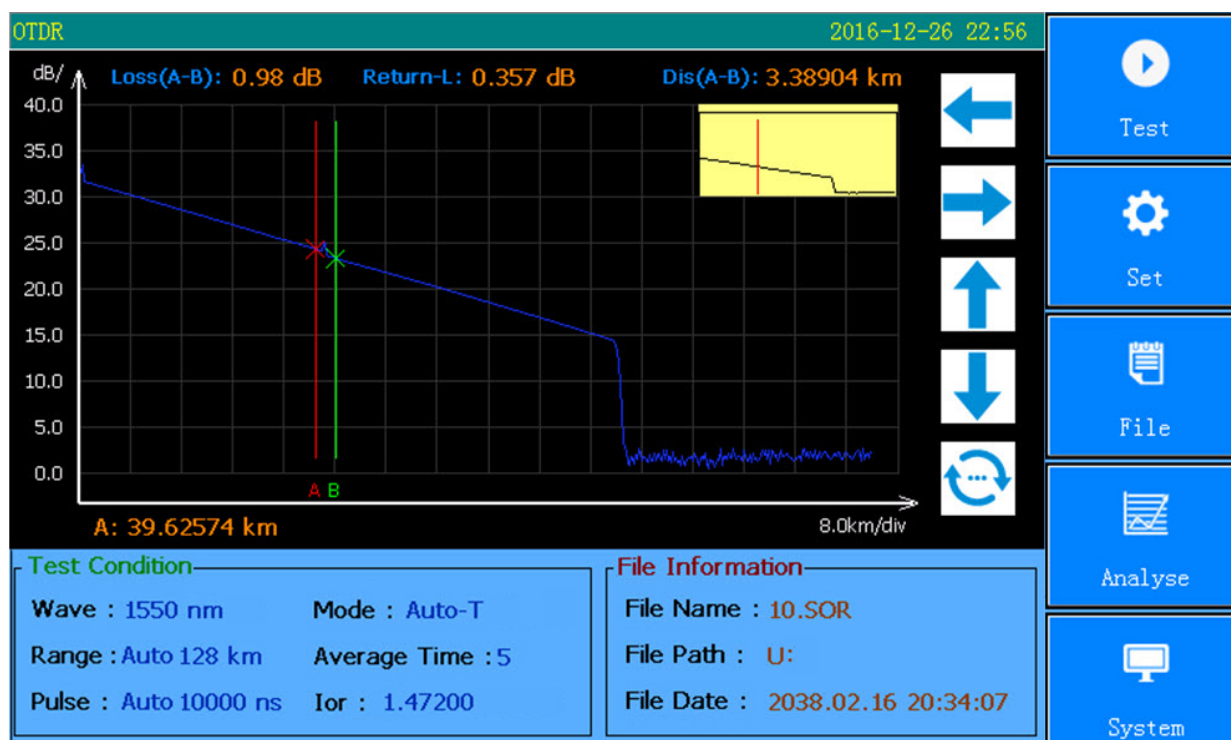 OTDR 2016-12-26 22:56
dB/ Loss(A-B): 0.98 dB Return-L: 0.357 dB Dis(A-B): 3.38904 km
40.0
35.0
30.0
25.0
20.0
15.0
10.0
5.0
0.0
A B
A: 39.62574 km 8.0km/div
Test Condition
Wave : 1550 nm Mode : Auto-T
Range : Auto 128 km Average Time : 5
Pulse : Auto 10000 ns Ior : 1.47200
File Information
File Name : 10.SOR
File Path : U:
File Date : 2038.02.16 20:34:07
Test
Set
File
Analyse
System